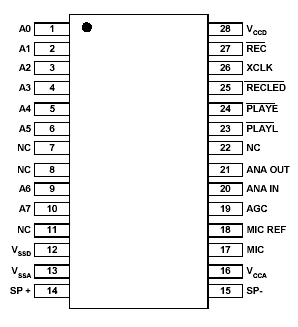 A0 1 28 VCCD
A1 2 27 REC
A2 3 26 XCLK
A3 4 25 RECLED
A4 5 24 PLAYE
A5 6 23 PLAYL
NC 7 22 NC
NC 8 21 ANA OUT
A6 9 20 ANA IN
A7 10 19 AGC
NC 11 18 MIC REF
VSSD 12 17 MIC
VSSA 13 16 VCCA
SP + 14 15 SP-